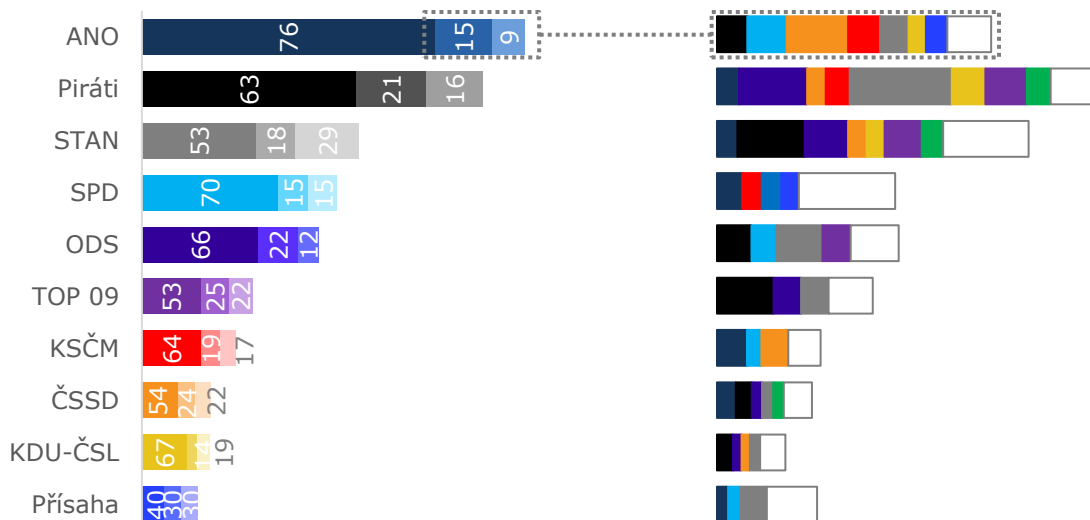 ANO 76 15 9
Piráti 63 21 16
STAN 53 18 29
SPD 70 15 15
ODS 66 22 12
TOP 09 53 25 22
KSČM 64 19 17
ČSSD 54 24 22
KDU-ČSL 67 14 19
Přísaha 40 30 30